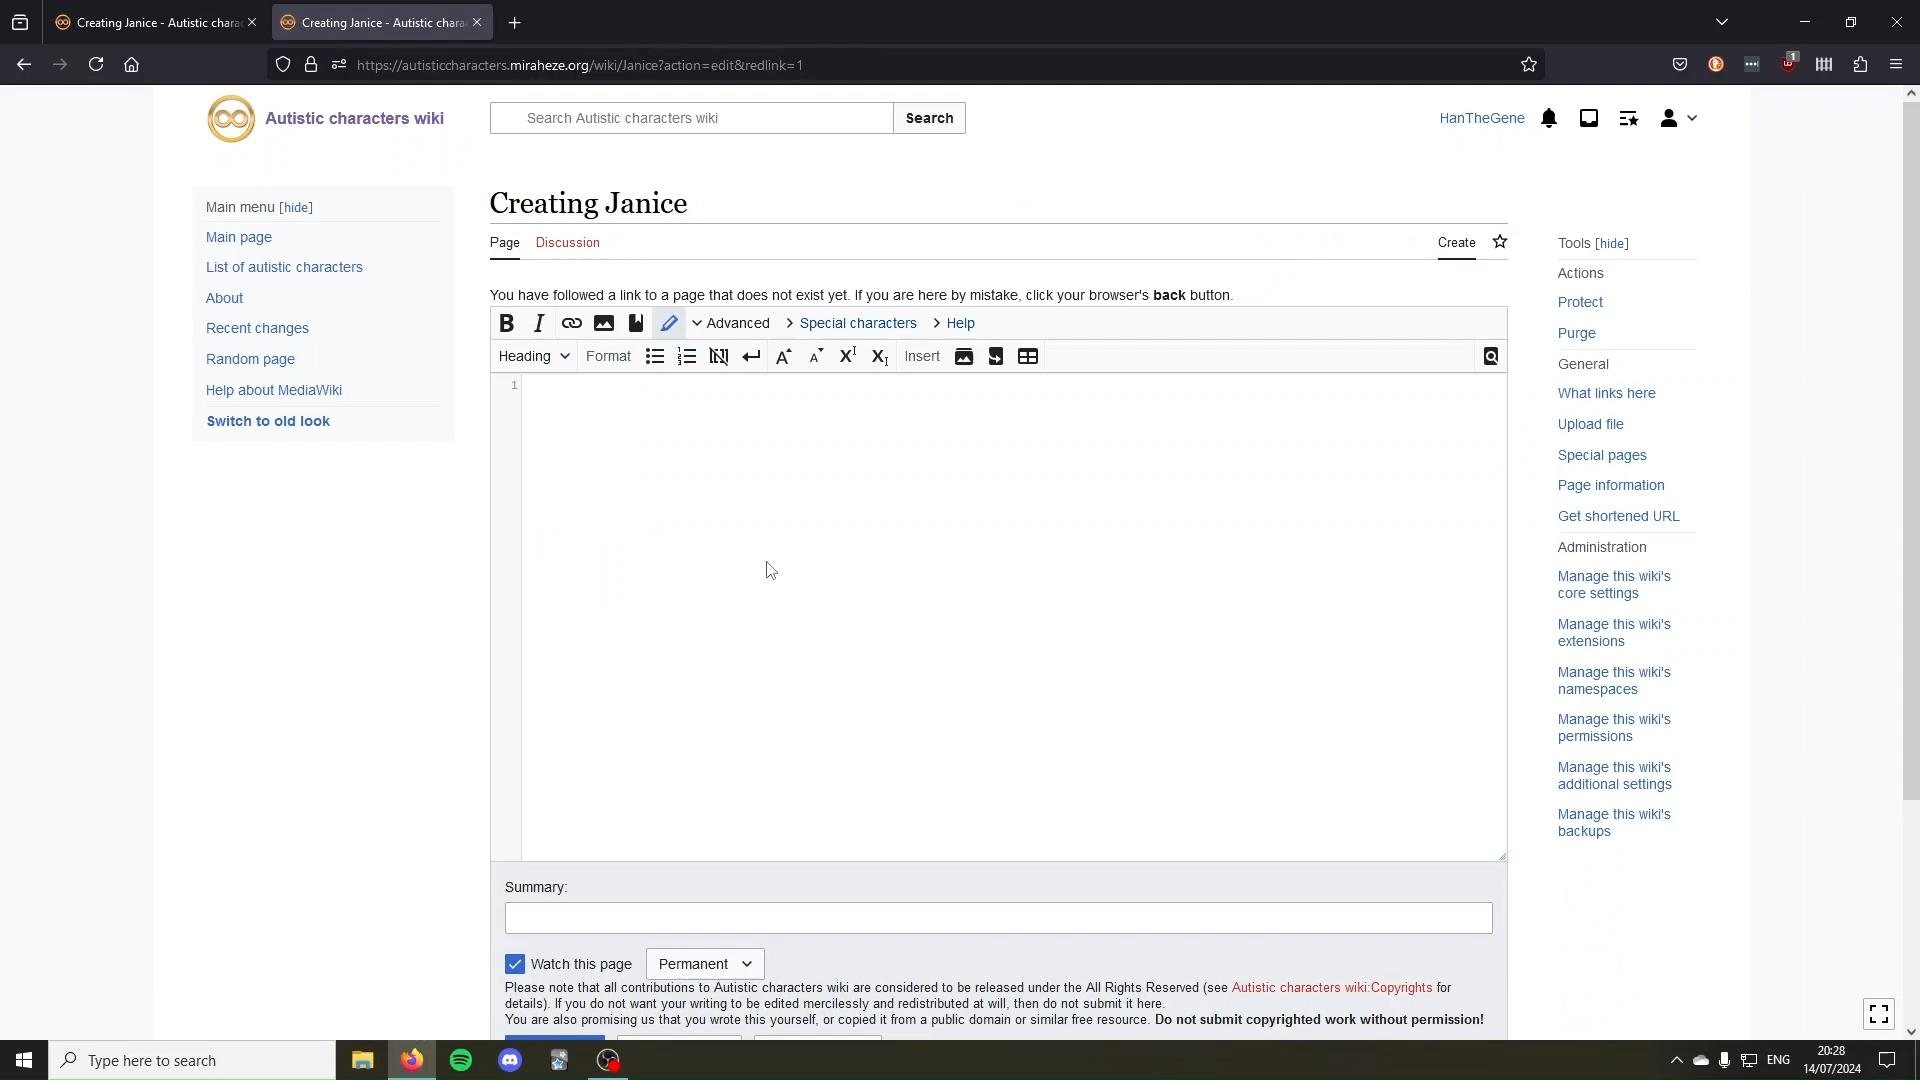 Creating Janice - Autistic chara
Creating Janice - Autistic chara
https://autisticcharacters.miraheze.org/wiki/Janice?action=edit&redlink=1
1
Autistic characters wiki
Search Autistic characters wiki
Search
HanTheGene
Main menu [hide]
Main page
List of autistic characters
About
Recent changes
Random page
Help about MediaWiki
Switch to old look
Creating Janice
Page
Discussion
Create
You have followed a link to a page that does not exist yet. If you are here by mistake, click your browser's back button.
B
I
Advanced
Special characters
Help
Heading
Format
Insert
1
Summary:
Watch this page
Permanent
Please note that all contributions to Autistic characters wiki are considered to be released under the All Rights Reserved (see Autistic characters wiki:Copyrights for
details). If you do not want your writing to be edited mercilessly and redistributed at will, then do not submit it here.
You are also promising us that you wrote this yourself, or copied it from a public domain or similar free resource. Do not submit copyrighted work without permission!
Tools [hide]
Actions
Protect
Purge
General
What links here
Upload file
Special pages
Page information
Get shortened URL
Administration
Manage this wiki's
core settings
Manage this wiki's
extensions
Manage this wiki's
namespaces
Manage this wiki's
permissions
Manage this wiki's
additional settings
Manage this wiki's
backups
Type here to search
ENG
20:28
14/07/2024